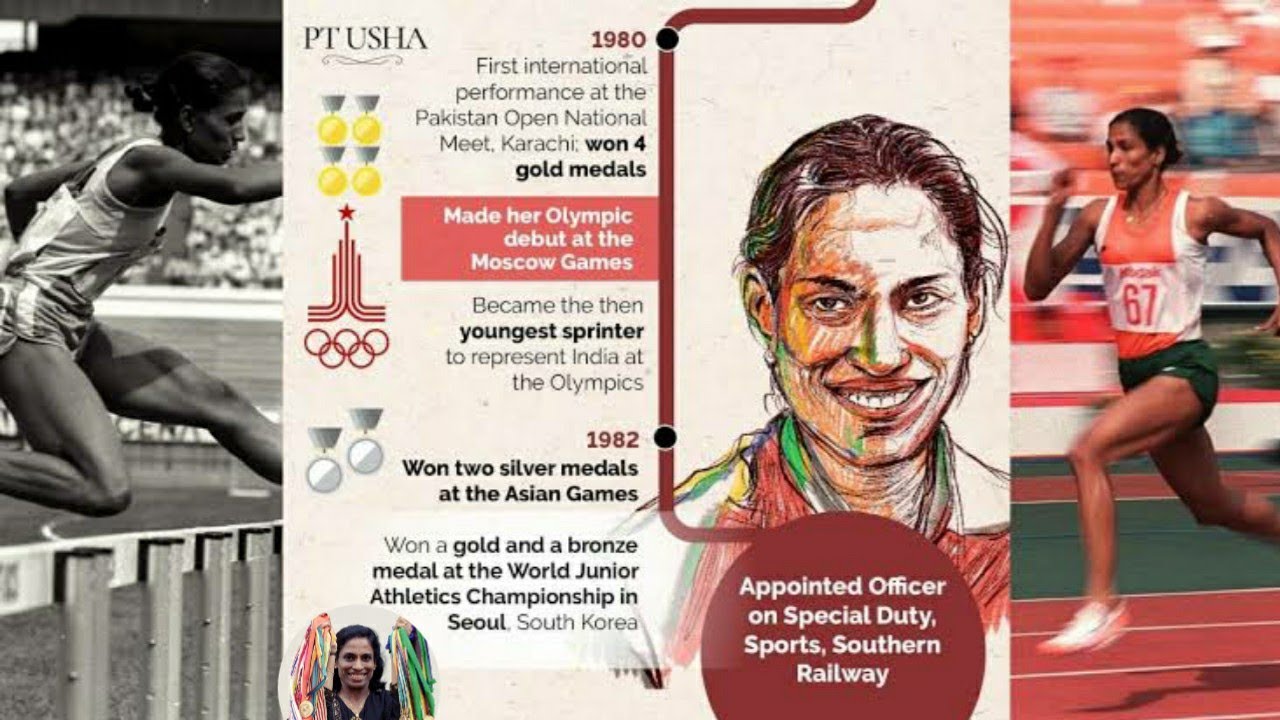 PT USHA
1980
First international
performance at the
Pakistan Open National
Meet, Karachi; won 4
gold medals
Made her Olympic
debut at the
Moscow Games
Became the then
youngest sprinter
to represent India at
the Olympics
1982
Won two silver medals
at the Asian Games
Won a gold and a bronze
medal at the World Junior
Athletics Championship in
Seoul, South Korea
Appointed Officer
on Special Duty,
Sports, Southern
Railway
67